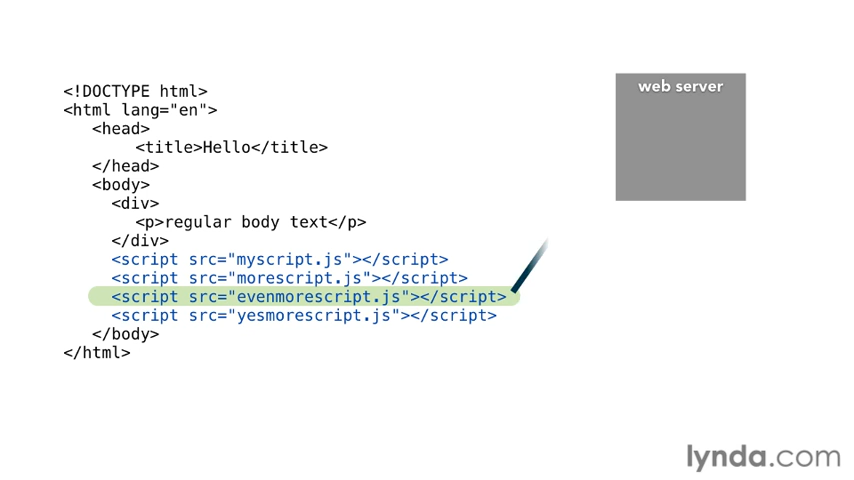 <!DOCTYPE html>
<html lang="en">
<head>
<title>Hello</title>
</head>
<body>
<div>
<p>regular body text</p>
</div>
<script src="myscript.js"></script>
<script src="morescript.js"></script>
<script src="evenmorescript.js"></script>
<script src="yesmorescript.js"></script>
</body>
</html>
web server
lynda.com